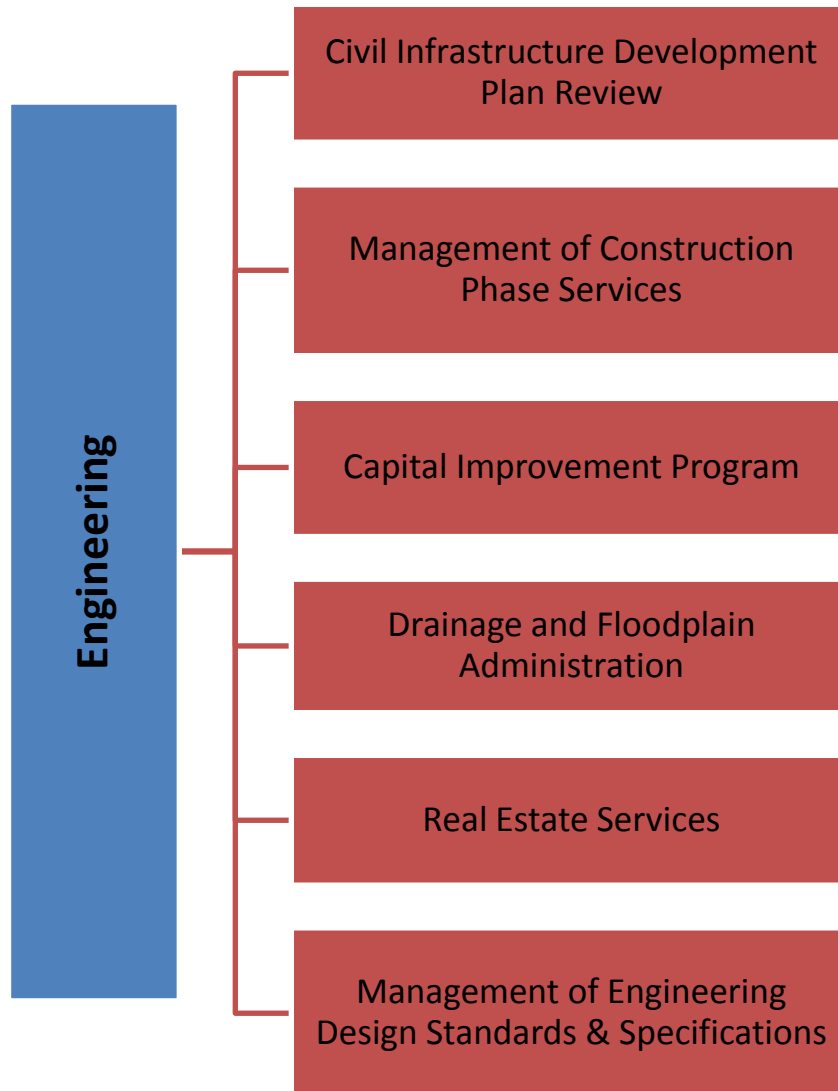 Engineering
Civil Infrastructure Development
Plan Review
Management of Construction
Phase Services
Capital Improvement Program
Drainage and Floodplain
Administration
Real Estate Services
Management of Engineering
Design Standards & Specifications